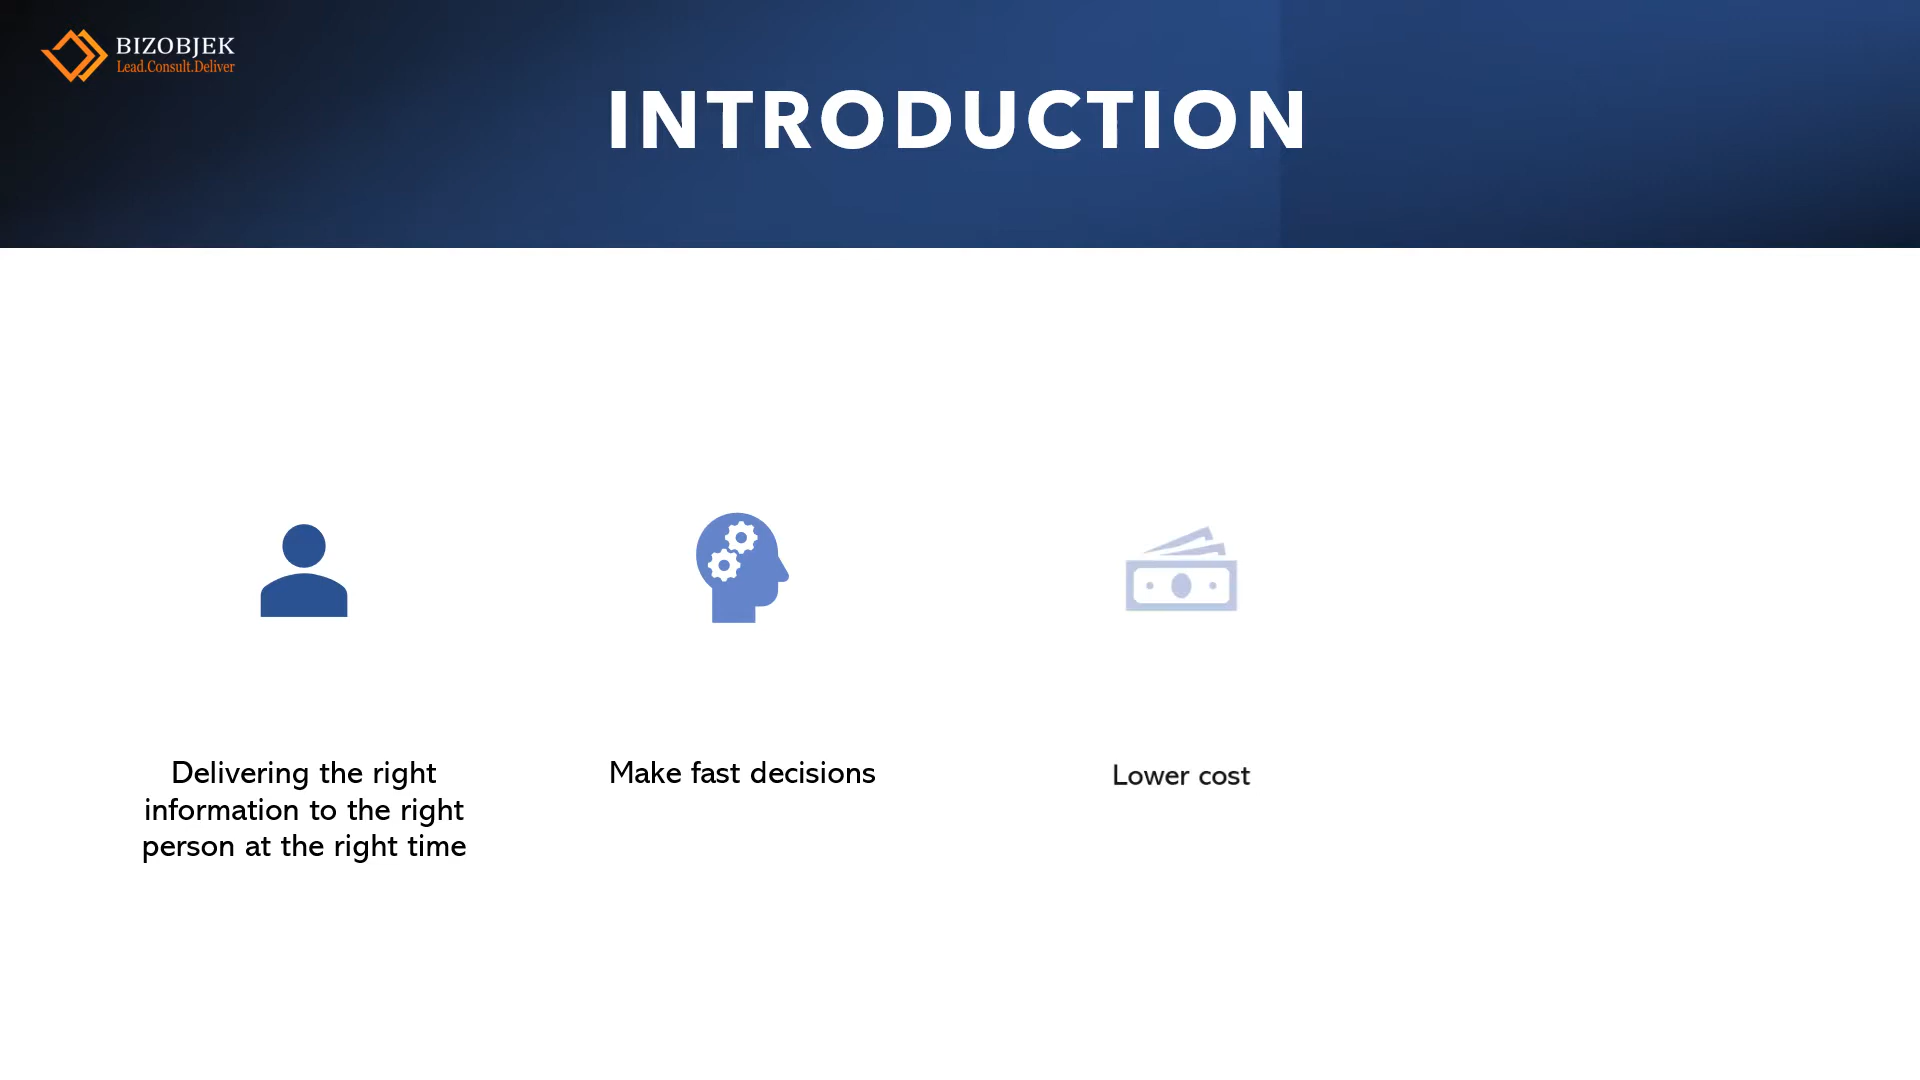 BIZOBJEK
Lead.Consult.Deliver
INTRODUCTION
Delivering the right
information to the right
person at the right time
Make fast decisions
Lower cost